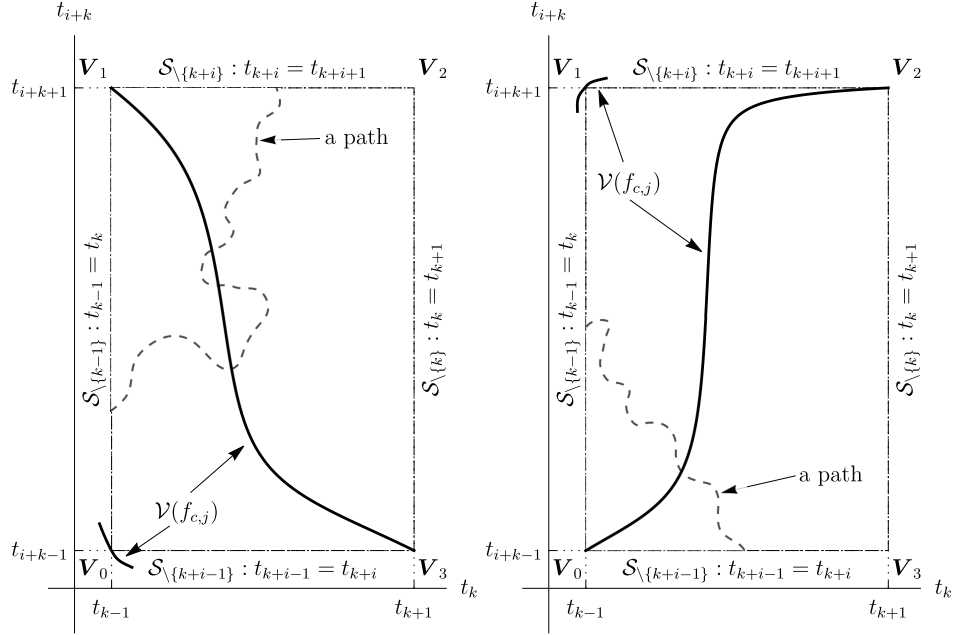 t_{i+k}
V_1
S_{\{k+i}} : t_{k+i} = t_{k+i+1}
V_2
t_{i+k+1}
a path
S_{\{k-1}} : t_{k-1} = t_k
S_{\{k}} : t_k = t_{k+1}
V(f_{c,j})
t_{i+k-1}
V_0
S_{\{k+i-1}} : t_{k+i-1} = t_{k+i}
V_3
t_k
t_{k-1}
t_{k+1}
t_{i+k}
V_1
S_{\{k+i}} : t_{k+i} = t_{k+i+1}
V_2
t_{i+k+1}
V(f_{c,j})
S_{\{k-1}} : t_{k-1} = t_k
S_{\{k}} : t_k = t_{k+1}
a path
t_{i+k-1}
V_0
S_{\{k+i-1}} : t_{k+i-1} = t_{k+i}
V_3
t_k
t_{k-1}
t_{k+1}